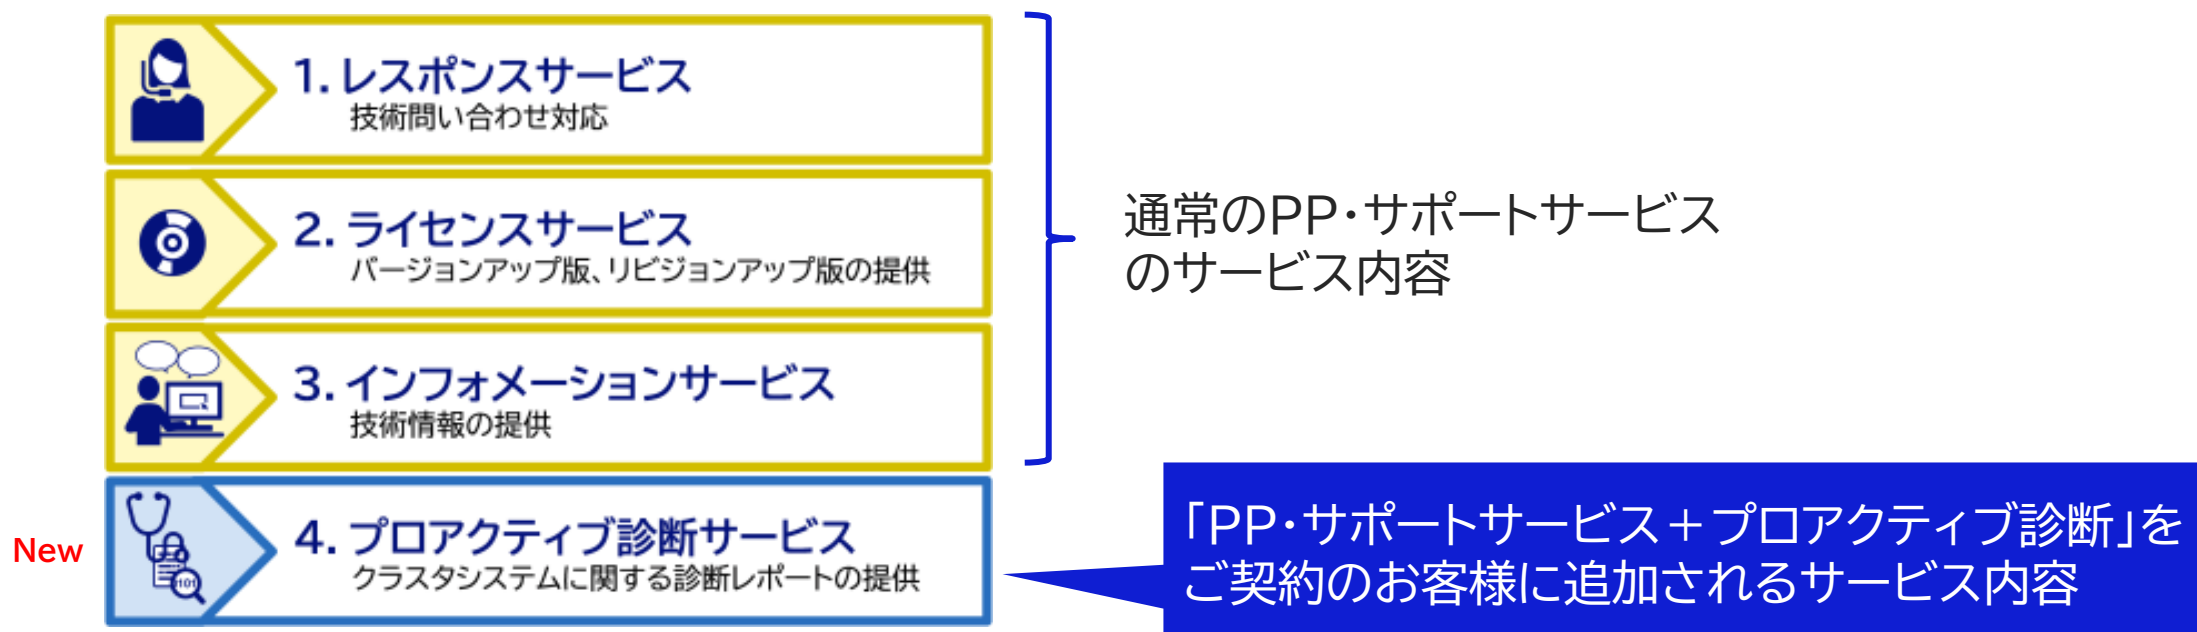 1. レスポンスサービス
技術問い合わせ対応
2. ライセンスサービス
バージョンアップ版、リビジョンアップ版の提供
3. インフォメーションサービス
技術情報の提供
New
4. プロアクティブ診断サービス
クラスタシステムに関する診断レポートの提供
通常のPP・サポートサービス
のサービス内容
「PP・サポートサービス＋プロアクティブ診断」を
ご契約のお客様に追加されるサービス内容
101